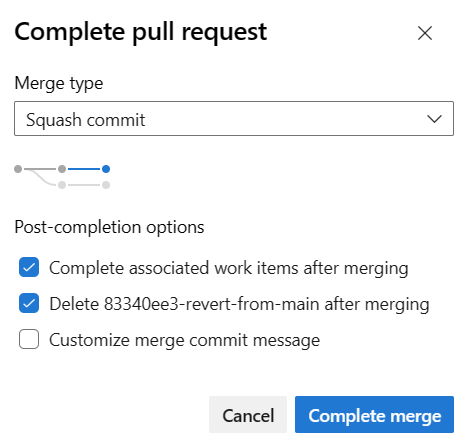 Complete pull request
Merge type
Squash commit
Post-completion options
Complete associated work items after merging
Delete 83340ee3-revert-from-main after merging
Customize merge commit message
Cancel
Complete merge